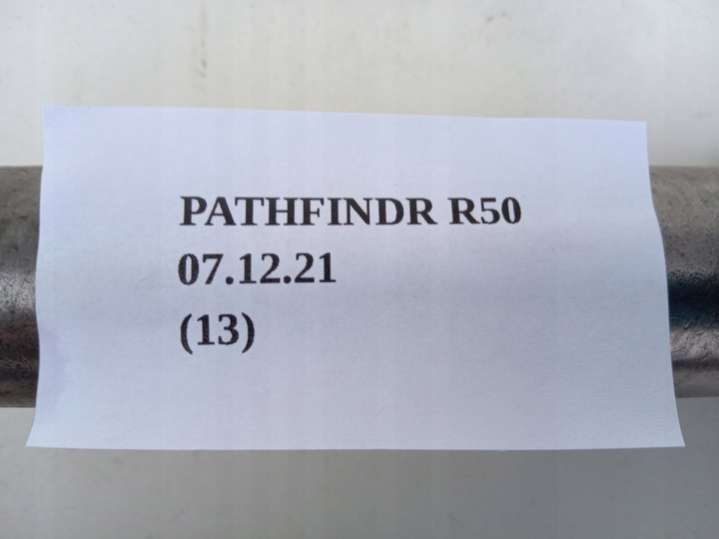 PATHFINDR R50
07.12.21
(13)